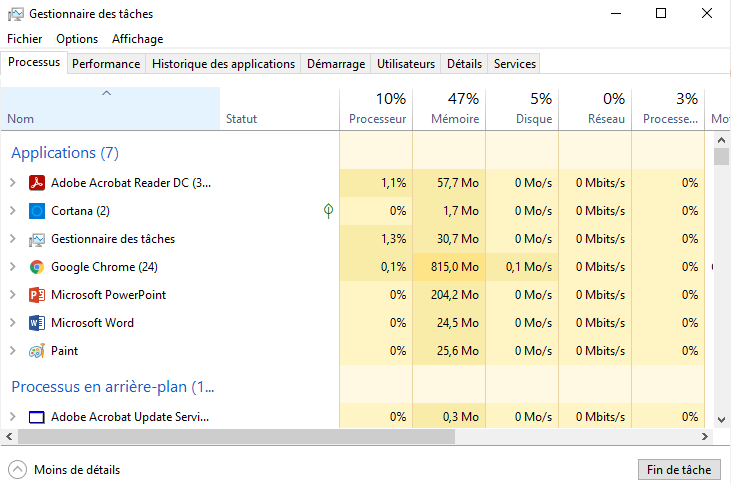 Gestionnaire des tâches
Fichier Options Affichage
Processus Performance Historique des applications Démarrage Utilisateurs Détails Services
10% 47% 5% 0% 3%
Nom Statut Processeur Mémoire Disque Réseau Processe... Mot
Applications (7)
Adobe Acrobat Reader DC (3... 1,1% 57,7 Mo 0 Mo/s 0 Mbits/s 0%
Cortana (2) 0% 1,7 Mo 0 Mo/s 0 Mbits/s 0%
Gestionnaire des tâches 1,3% 30,7 Mo 0 Mo/s 0 Mbits/s 0%
Google Chrome (24) 0,1% 815,0 Mo 0,1 Mo/s 0 Mbits/s 0%
Microsoft PowerPoint 0% 204,2 Mo 0 Mo/s 0 Mbits/s 0%
Microsoft Word 0% 24,5 Mo 0 Mo/s 0 Mbits/s 0%
Paint 0% 25,6 Mo 0 Mo/s 0 Mbits/s 0%
Processus en arrière-plan (1...
Adobe Acrobat Update Servi... 0% 0,3 Mo 0 Mo/s 0 Mbits/s 0%
Moins de détails Fin de tâche